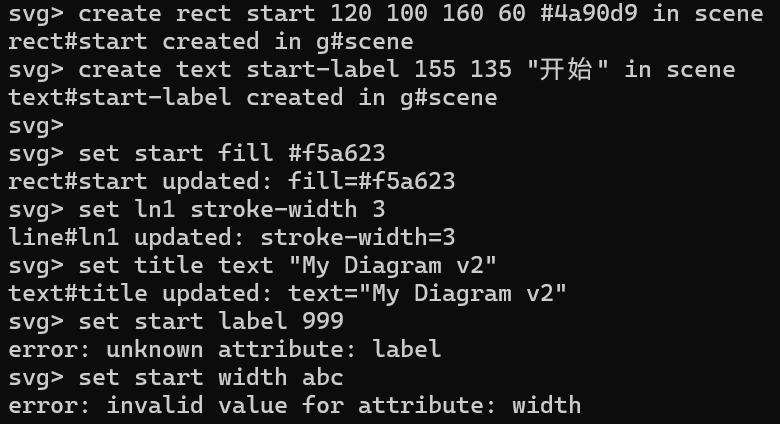 svg> create rect start 120 100 160 60 #4a90d9 in scene
rect#start created in g#scene
svg> create text start-label 155 135 "开始" in scene
text#start-label created in g#scene
svg>
svg> set start fill #f5a623
rect#start updated: fill=#f5a623
svg> set ln1 stroke-width 3
line#ln1 updated: stroke-width=3
svg> set title text "My Diagram v2"
text#title updated: text="My Diagram v2"
svg> set start label 999
error: unknown attribute: label
svg> set start width abc
error: invalid value for attribute: width